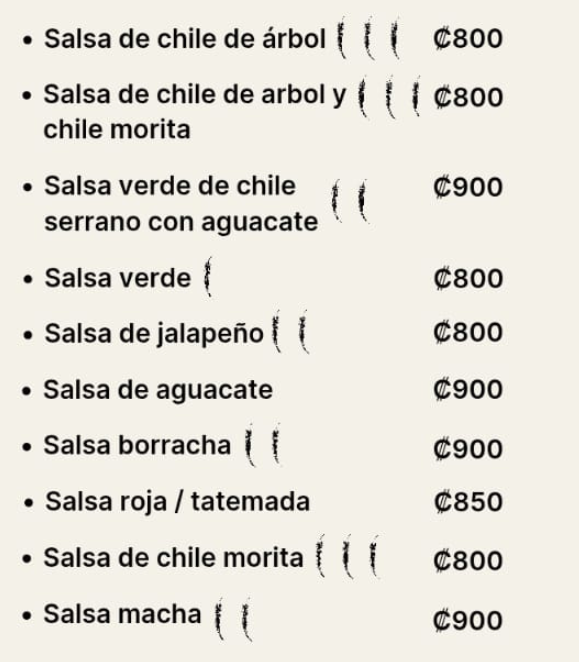 • Salsa de chile de árbol ₡800
• Salsa de chile de arbol y ₡800
chile morita
• Salsa verde de chile ₡900
serrano con aguacate
• Salsa verde ₡800
• Salsa de jalapeño ₡800
• Salsa de aguacate ₡900
• Salsa borracha ₡900
• Salsa roja / tatemada ₡850
• Salsa de chile morita ₡800
• Salsa macha ₡900